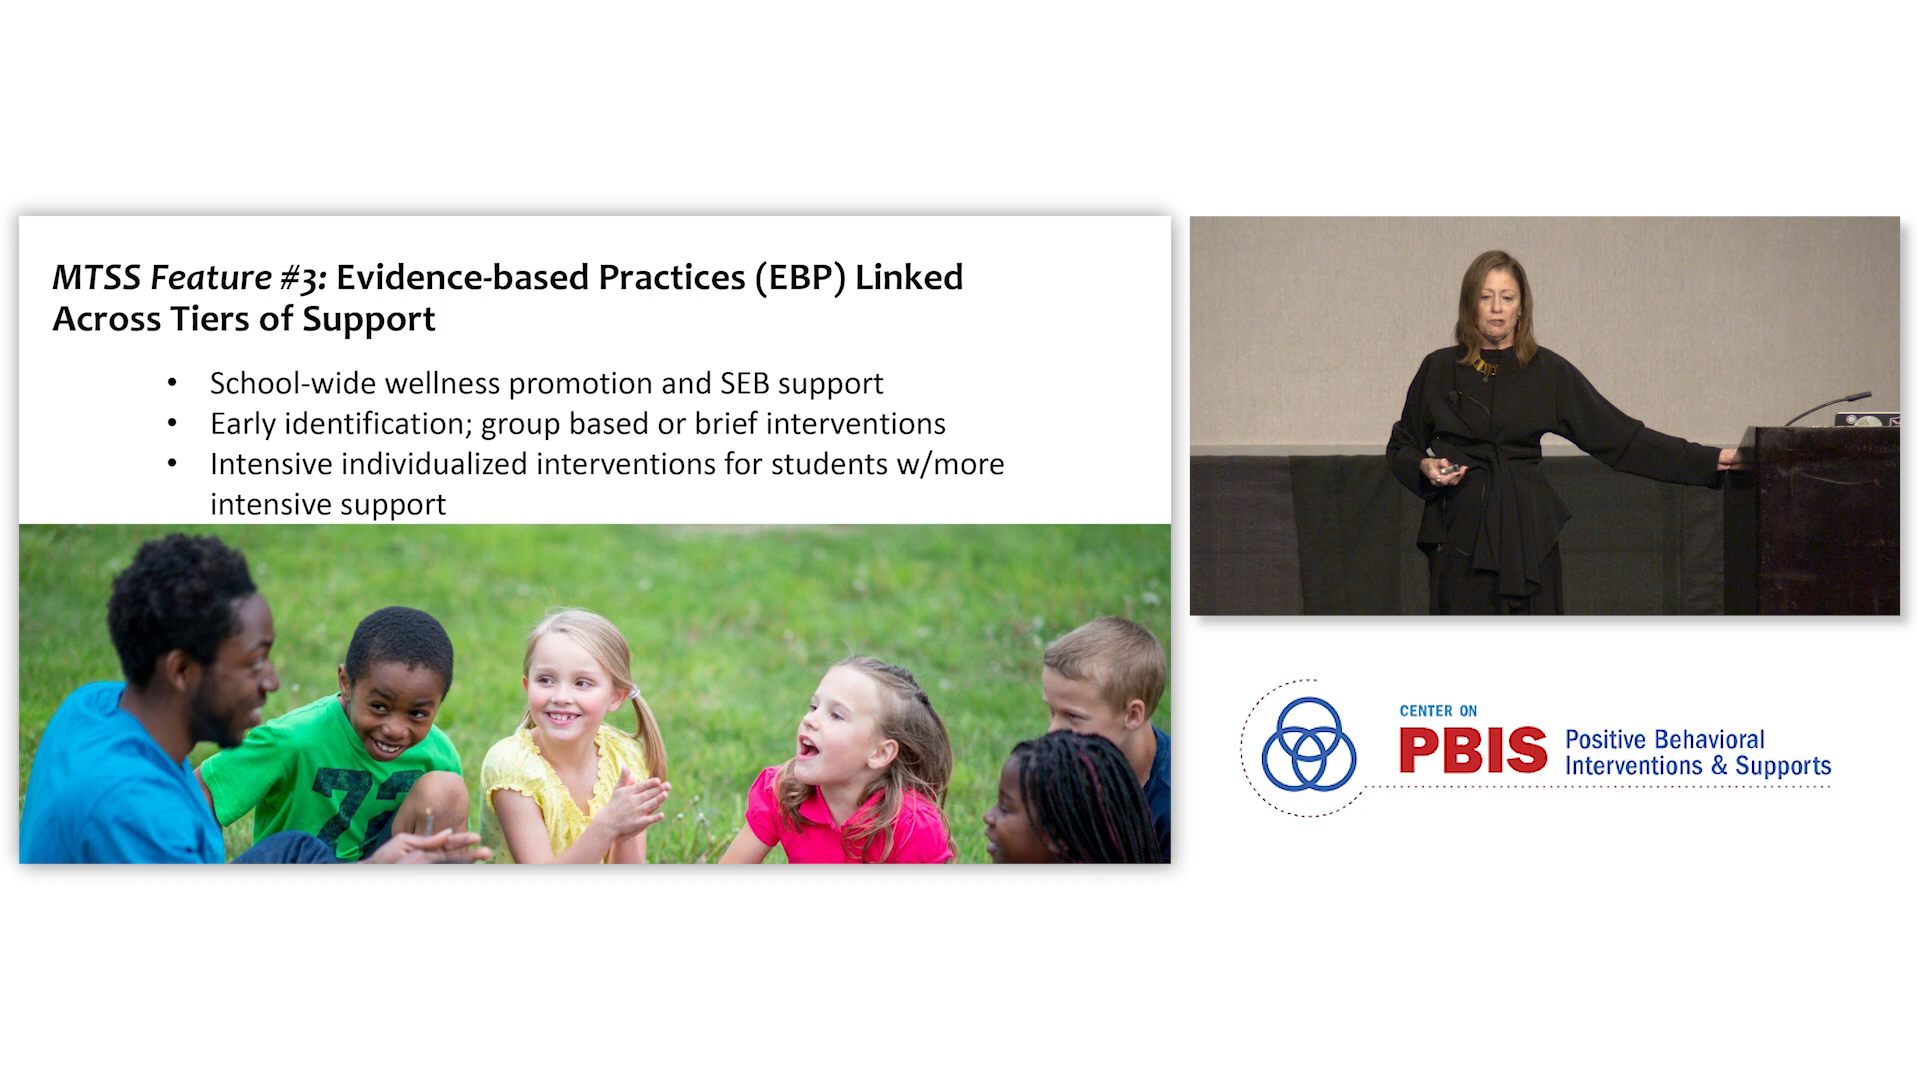 MTSS Feature #3: Evidence-based Practices (EBP) Linked
Across Tiers of Support
• School-wide wellness promotion and SEB support
• Early identification; group based or brief interventions
• Intensive individualized interventions for students w/more
intensive support
72
CENTER ON
PBIS
Positive Behavioral
Interventions & Supports